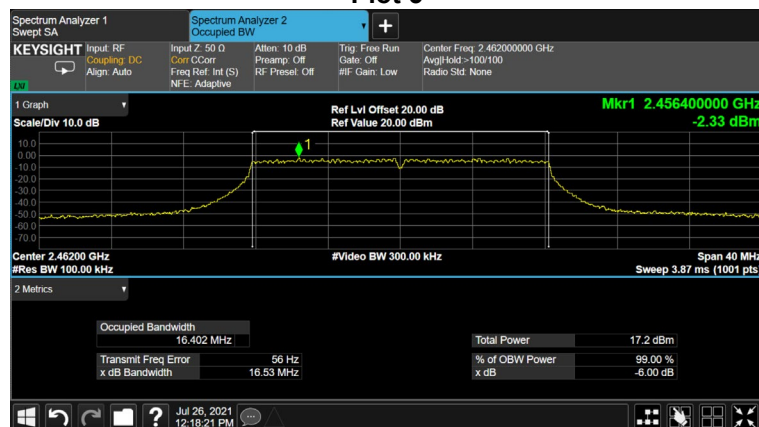 Spectrum Analyzer 1
Swept SA
Spectrum Analyzer 2
Occupied BW
+
KEYSIGHT
LXI
Input: RF
Coupling: DC
Align: Auto
Input Z: 50 Ω
Corr CCorr
Freq Ref: Int (S)
NFE: Adaptive
Atten: 10 dB
Preamp: Off
RF Presel: Off
Trig: Free Run
Gate: Off
#IF Gain: Low
Center Freq: 2.462000000 GHz
Avg|Hold:>100/100
Radio Std: None
1 Graph
Scale/Div 10.0 dB
Ref Lvl Offset 20.00 dB
Ref Value 20.00 dBm
Mkr1 2.456400000 GHz
-2.33 dBm
1
10.0
0.00
-10.0
-20.0
-30.0
-40.0
-50.0
-60.0
-70.0
Center 2.46200 GHz
#Res BW 100.00 kHz
#Video BW 300.00 kHz
Span 40 MHz
Sweep 3.87 ms (1001 pts
2 Metrics
Occupied Bandwidth
16.402 MHz
Transmit Freq Error 56 Hz
x dB Bandwidth 16.53 MHz
Total Power 17.2 dBm
% of OBW Power 99.00 %
x dB -6.00 dB
?
Jul 26, 2021
12:18:21 PM